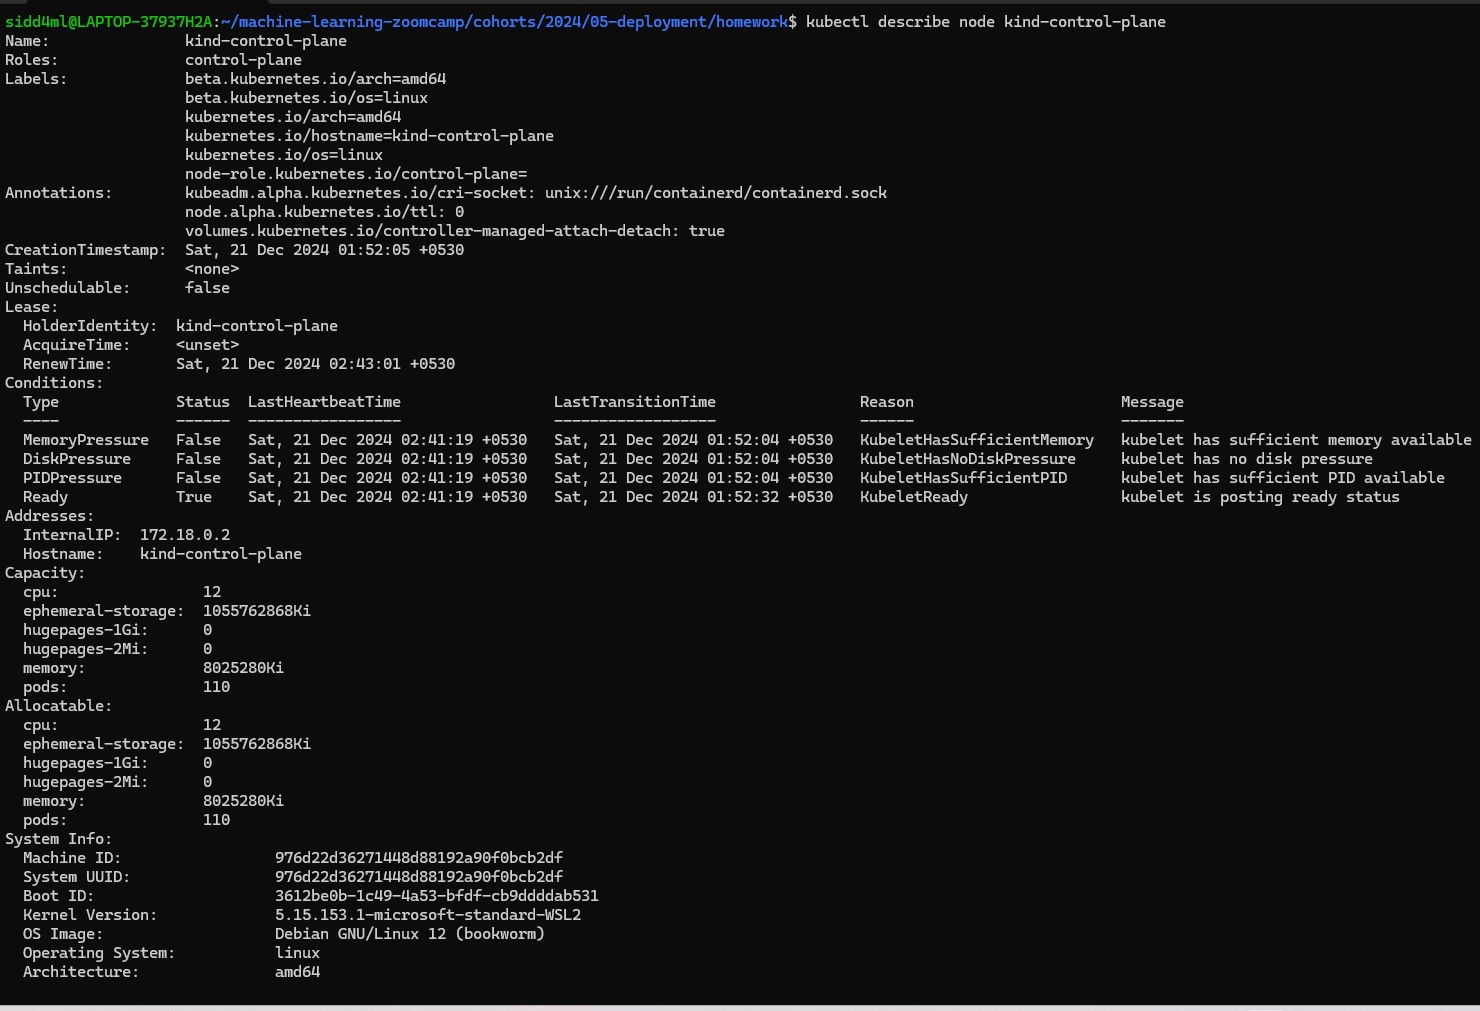 sidd4ml@LAPTOP-37937H2A:~/machine-learning-zoomcamp/cohorts/2024/05-deployment/homework$ kubectl describe node kind-control-plane
Name:               kind-control-plane
Roles:              control-plane
Labels:             beta.kubernetes.io/arch=amd64
                    beta.kubernetes.io/os=linux
                    kubernetes.io/arch=amd64
                    kubernetes.io/hostname=kind-control-plane
                    kubernetes.io/os=linux
                    node-role.kubernetes.io/control-plane=
Annotations:        kubeadm.alpha.kubernetes.io/cri-socket: unix:///run/containerd/containerd.sock
                    node.alpha.kubernetes.io/ttl: 0
                    volumes.kubernetes.io/controller-managed-attach-detach: true
CreationTimestamp:  Sat, 21 Dec 2024 01:52:05 +0530
Taints:             <none>
Unschedulable:      false
Lease:
  HolderIdentity:  kind-control-plane
  AcquireTime:     <unset>
  RenewTime:       Sat, 21 Dec 2024 02:43:01 +0530
Conditions:
  Type             Status  LastHeartbeatTime                 LastTransitionTime                Reason                       Message
  ----             ------  -----------------                 ------------------                ------                       -------
  MemoryPressure   False   Sat, 21 Dec 2024 02:41:19 +0530   Sat, 21 Dec 2024 01:52:04 +0530   KubeletHasSufficientMemory   kubelet has sufficient memory available
  DiskPressure     False   Sat, 21 Dec 2024 02:41:19 +0530   Sat, 21 Dec 2024 01:52:04 +0530   KubeletHasNoDiskPressure     kubelet has no disk pressure
  PIDPressure      False   Sat, 21 Dec 2024 02:41:19 +0530   Sat, 21 Dec 2024 01:52:04 +0530   KubeletHasSufficientPID      kubelet has sufficient PID available
  Ready            True    Sat, 21 Dec 2024 02:41:19 +0530   Sat, 21 Dec 2024 01:52:32 +0530   KubeletReady                 kubelet is posting ready status
Addresses:
  InternalIP:  172.18.0.2
  Hostname:    kind-control-plane
Capacity:
  cpu:                12
  ephemeral-storage:  1055762868Ki
  hugepages-1Gi:      0
  hugepages-2Mi:      0
  memory:             8025280Ki
  pods:               110
Allocatable:
  cpu:                12
  ephemeral-storage:  1055762868Ki
  hugepages-1Gi:      0
  hugepages-2Mi:      0
  memory:             8025280Ki
  pods:               110
System Info:
  Machine ID:                 976d22d36271448d88192a90f0bcb2df
  System UUID:                976d22d36271448d88192a90f0bcb2df
  Boot ID:                    3612be0b-1c49-4a53-bfdf-cb9ddddab531
  Kernel Version:             5.15.153.1-microsoft-standard-WSL2
  OS Image:                   Debian GNU/Linux 12 (bookworm)
  Operating System:           linux
  Architecture:               amd64